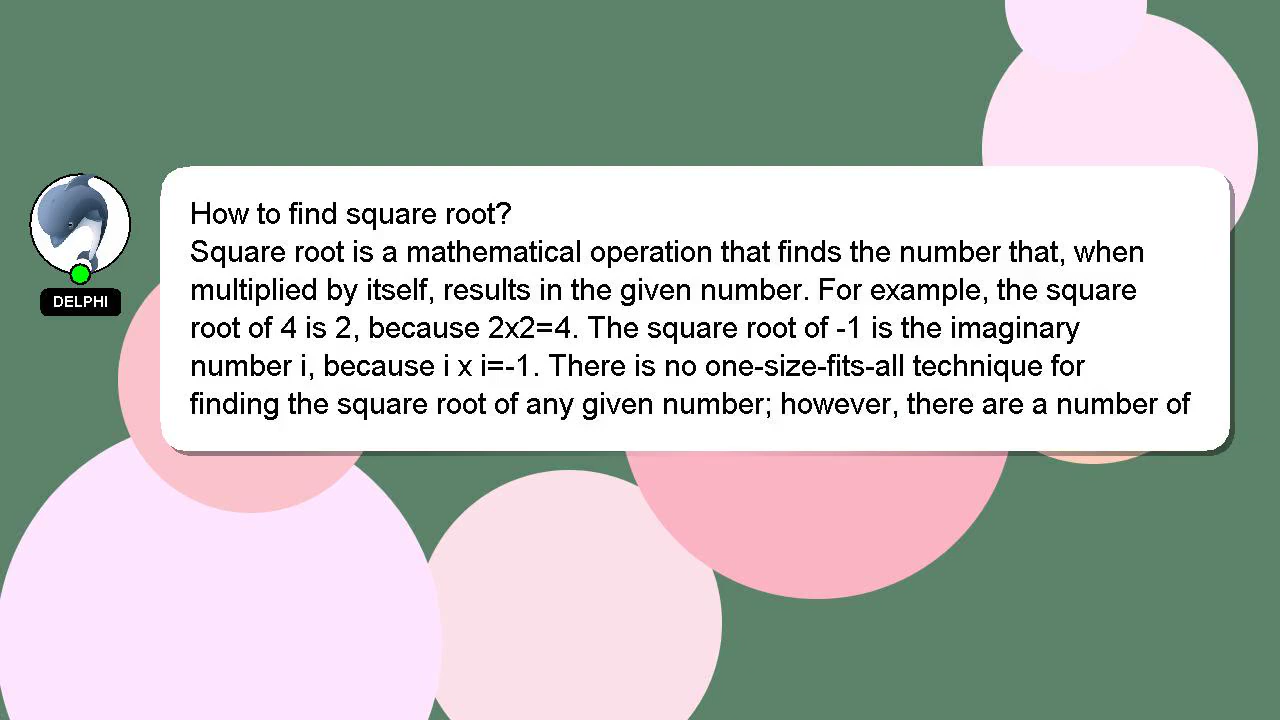 How to find square root?
Square root is a mathematical operation that finds the number that, when
multiplied by itself, results in the given number. For example, the square
root of 4 is 2, because 2x2=4. The square root of -1 is the imaginary
number i, because i x i=-1. There is no one-size-fits-all technique for
finding the square root of any given number; however, there are a number of
DELPHI